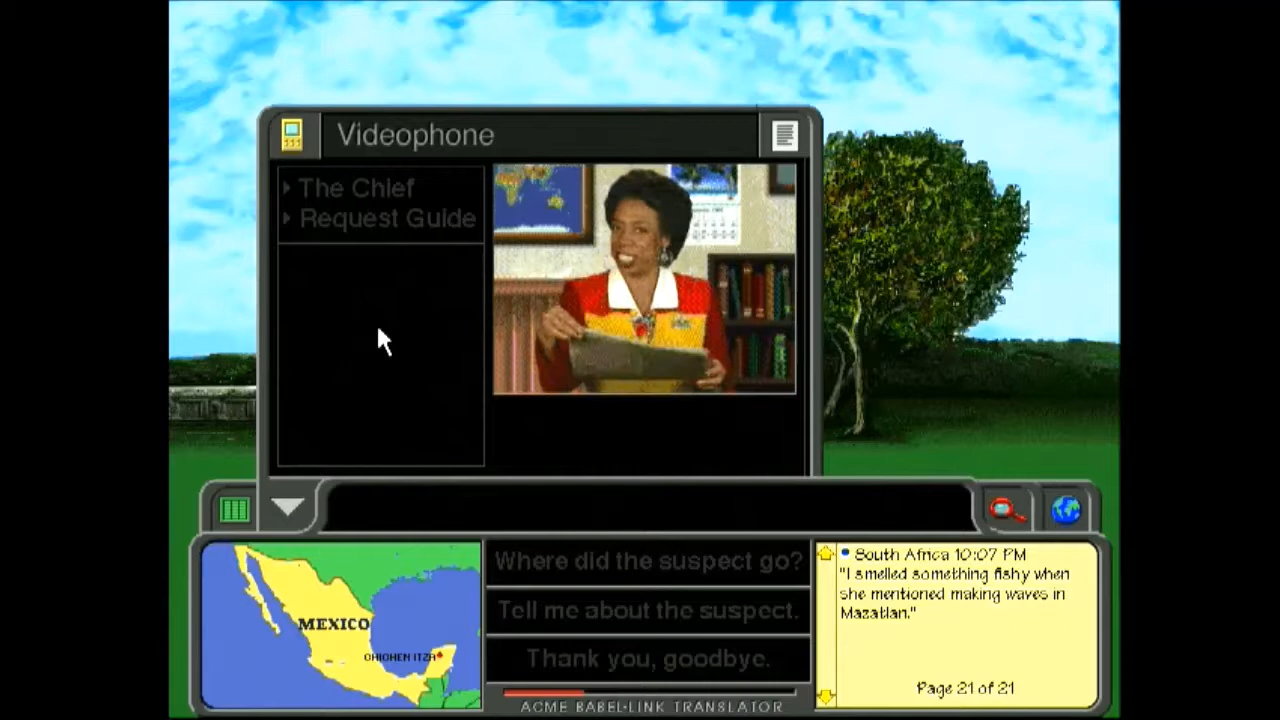 Videophone
The Chief
Request Guide
MEXICO
CHICHEN ITZA
Where did the suspect go?
Tell me about the suspect.
Thank you, goodbye.
ACME BABEL·LINK TRANSLATOR
South Africa 10:07 PM
"I smelled something fishy when
she mentioned making waves in
Mazatlan."
Page 21 of 21